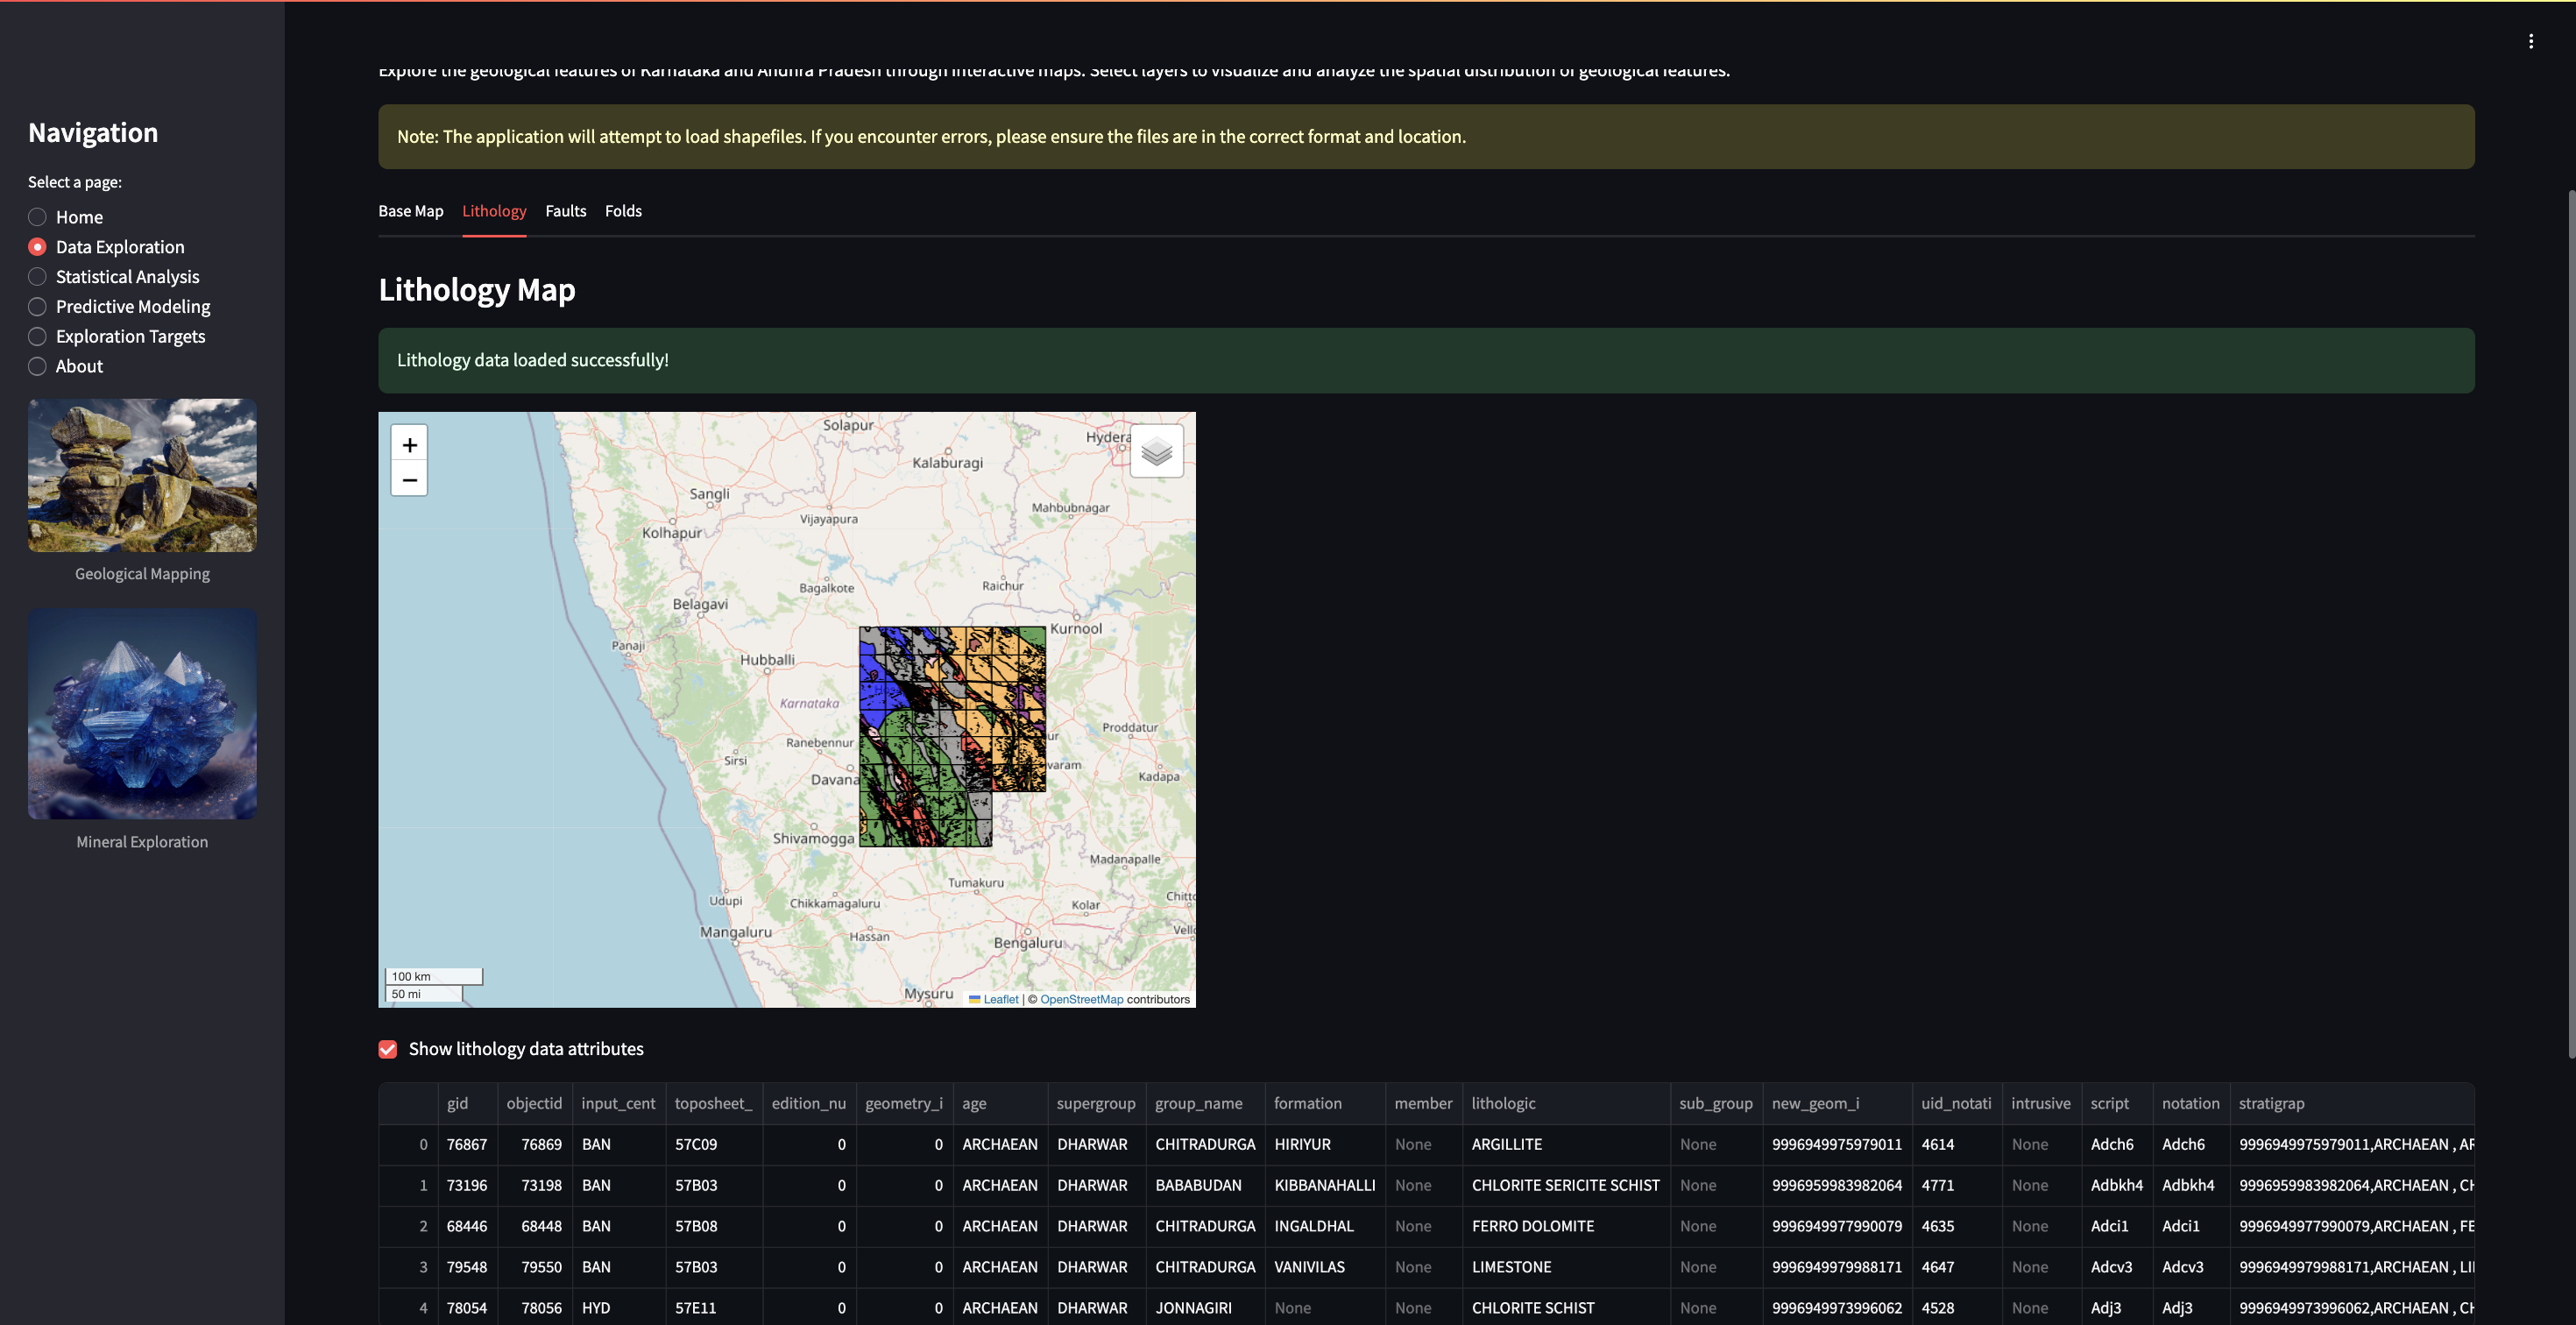 Navigation
Select a page:
Home
Data Exploration
Statistical Analysis
Predictive Modeling
Exploration Targets
About
Geological Mapping
Mineral Exploration
Explore the geological features of Karnataka and Andhra Pradesh through interactive maps. Select layers to visualize and analyze the spatial distribution of geological features.
Note: The application will attempt to load shapefiles. If you encounter errors, please ensure the files are in the correct format and location.
Base Map Lithology Faults Folds
Lithology Map
Lithology data loaded successfully!
+
−
Solapur
Hydera
Kalaburagi
Sangli
Mahbubnagar
Vijayapura
Kolhapur
Raichur
Bagalkote
Belagavi
Kurnool
Panaji
Hubballi
Karnataka
Proddatur
ur
Ranebennur
Sirsi
varam
Davana
Kadapa
Shivamogga
Madanapalle
Tumakuru
Udupi
Chikkamagaluru
Kolar
Chitto
Mangaluru
Hassan
Bengaluru
Vello
Mysuru
100 km
50 mi
Leaflet | © OpenStreetMap contributors
Show lithology data attributes
gid objectid input_cent toposheet_ edition_nu geometry_i age supergroup group_name formation member lithologic sub_group new_geom_i uid_notati intrusive script notation stratigrap
0 76867 76869 BAN 57C09 0 0 ARCHAEAN DHARWAR CHITRADURGA HIRIYUR None ARGILLITE None 9996949975979011 4614 None Adch6 Adch6 9996949975979011,ARCHAEAN , AR
1 73196 73198 BAN 57B03 0 0 ARCHAEAN DHARWAR BABABUDAN KIBBANAHALLI None CHLORITE SERICITE SCHIST None 9996959983982064 4771 None Adbkh4 Adbkh4 9996959983982064,ARCHAEAN , CH
2 68446 68448 BAN 57B08 0 0 ARCHAEAN DHARWAR CHITRADURGA INGALDHAL None FERRO DOLOMITE None 9996949977990079 4635 None Adci1 Adci1 9996949977990079,ARCHAEAN , FE
3 79548 79550 BAN 57B03 0 0 ARCHAEAN DHARWAR CHITRADURGA VANIVILAS None LIMESTONE None 9996949979988171 4647 None Adcv3 Adcv3 9996949979988171,ARCHAEAN , LI
4 78054 78056 HYD 57E11 0 0 ARCHAEAN DHARWAR JONNAGIRI None None CHLORITE SCHIST None 9996949973996062 4528 None Adj3 Adj3 9996949973996062,ARCHAEAN , CH